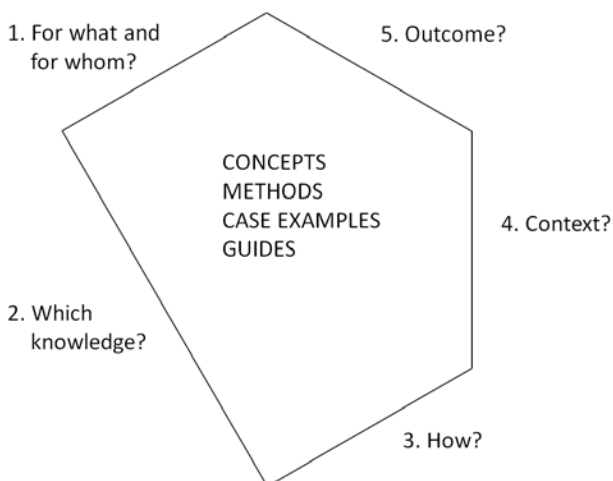 1. For what and
for whom?
5. Outcome?
CONCEPTS
METHODS
CASE EXAMPLES
GUIDES
4. Context?
2. Which
knowledge?
3. How?